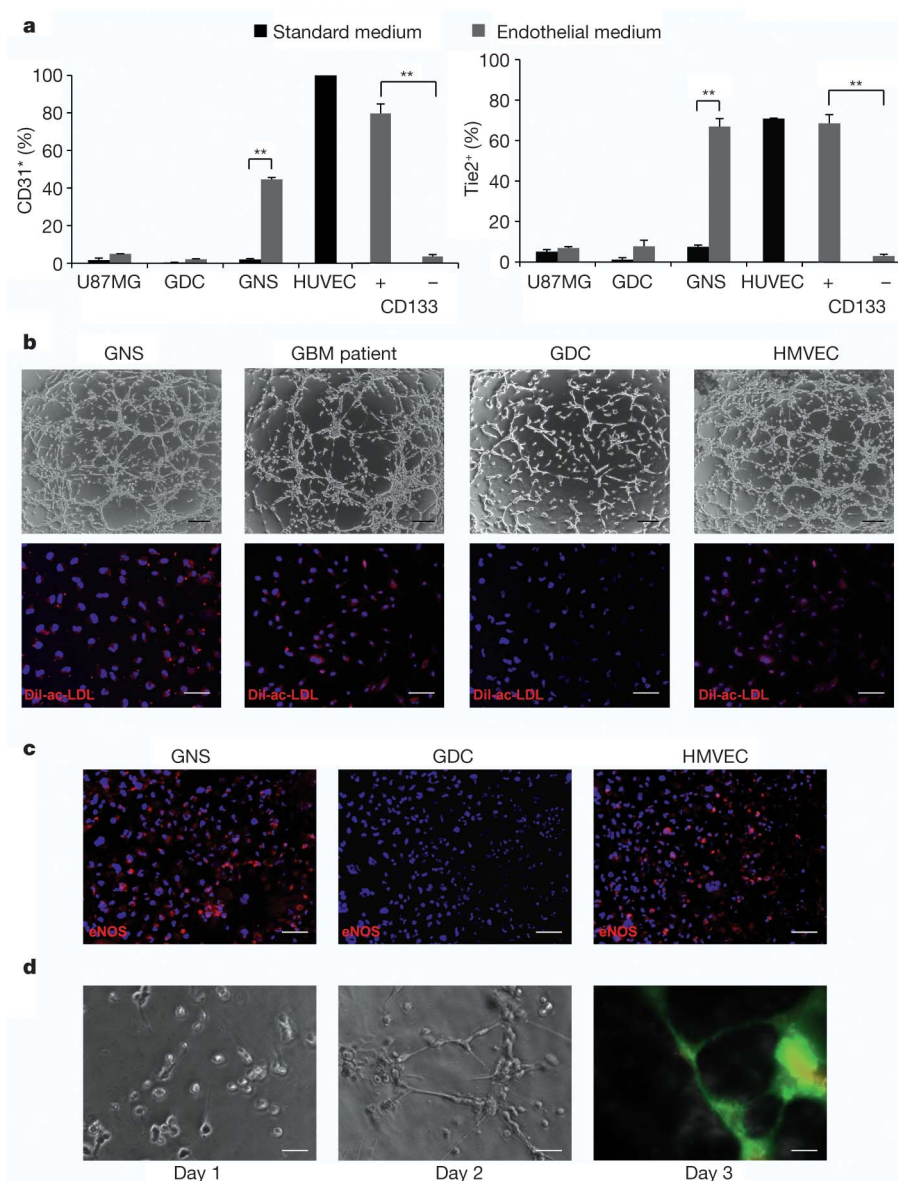 a
Standard medium
Endothelial medium
CD31* (%)
100
80
60
40
20
0
U87MG GDC GNS HUVEC + −
CD133
**
**
Tie2⁺ (%)
100
80
60
40
20
0
U87MG GDC GNS HUVEC + −
CD133
**
**
b
GNS GBM patient GDC HMVEC
Dil-ac-LDL Dil-ac-LDL Dil-ac-LDL Dil-ac-LDL
c
GNS GDC HMVEC
eNOS eNOS eNOS
d
Day 1 Day 2 Day 3